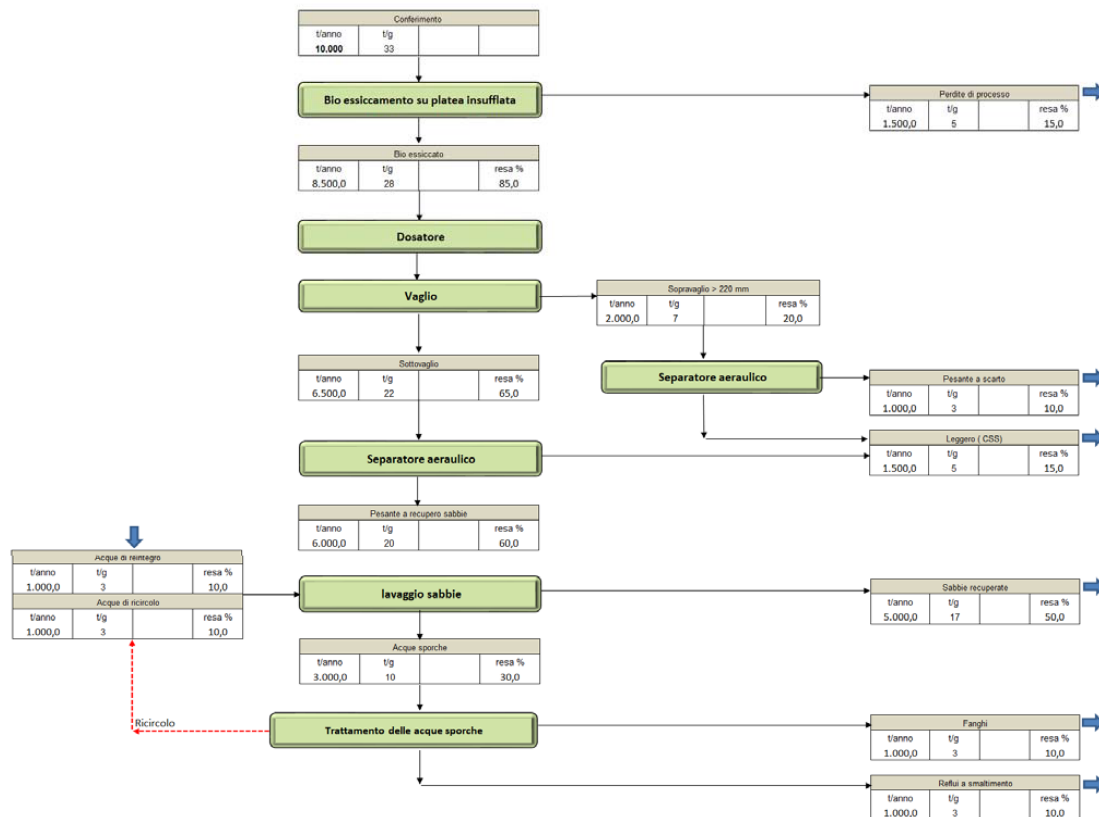 Conferimento
t/anno t/g
10.000 33
Bio essiccamento su platea insufflata
Perdite di processo
t/anno t/g resa %
1.500,0 5 15,0
Bio essiccato
t/anno t/g resa %
8.500,0 28 85,0
Dosatore
Vaglio
Sopravaglio > 220 mm
t/anno t/g resa %
2.000,0 7 20,0
Sottovaglio
t/anno t/g resa %
6.500,0 22 65,0
Separatore aeraulico
Pesante a scarto
t/anno t/g resa %
1.000,0 3 10,0
Leggero ( CSS)
t/anno t/g resa %
1.500,0 5 15,0
Separatore aeraulico
Pesante a recupero sabbie
t/anno t/g resa %
6.000,0 20 60,0
Acque di reintegro
t/anno t/g resa %
1.000,0 3 10,0
Acque di ricircolo
t/anno t/g resa %
1.000,0 3 10,0
lavaggio sabbie
Sabbie recuperate
t/anno t/g resa %
5.000,0 17 50,0
Acque sporche
t/anno t/g resa %
3.000,0 10 30,0
Ricircolo
Trattamento delle acque sporche
Fanghi
t/anno t/g resa %
1.000,0 3 10,0
Reflui a smaltimento
t/anno t/g resa %
1.000,0 3 10,0